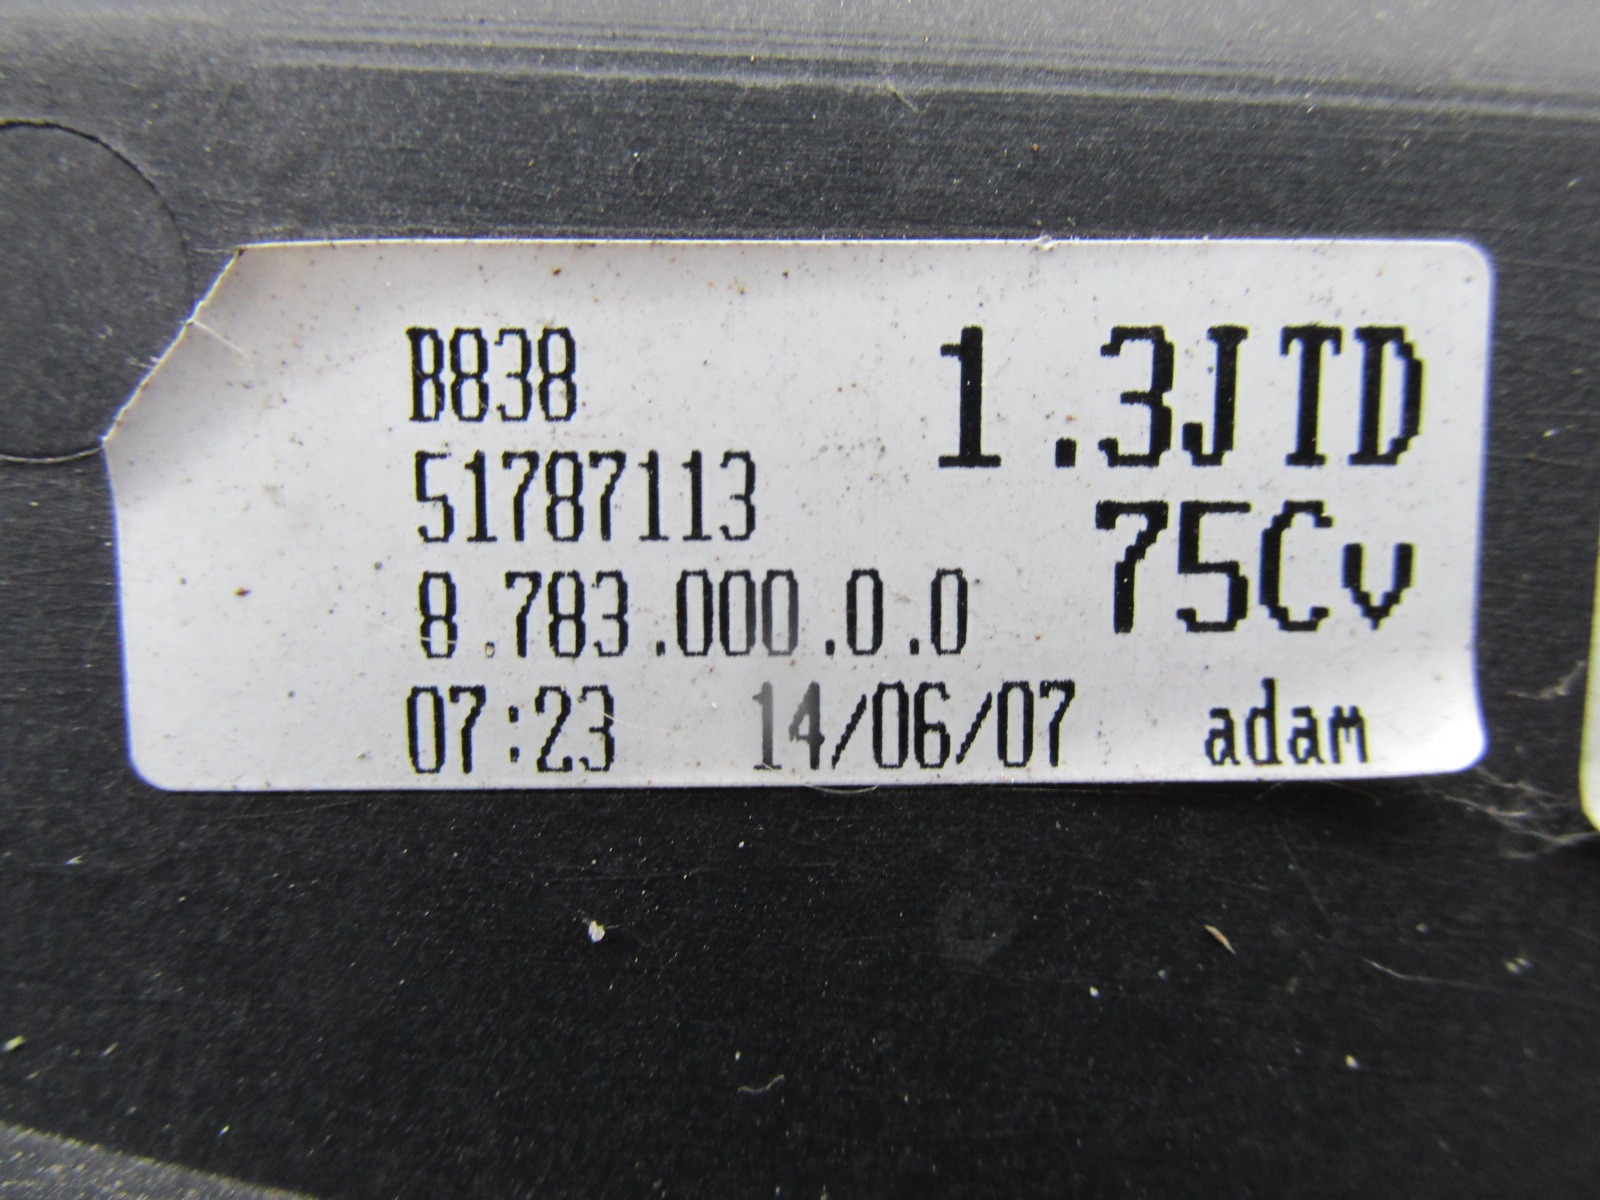 B838
1.3JTD
51787113
75Cv
8.783.000.0.0
07:23 14/06/07 adam